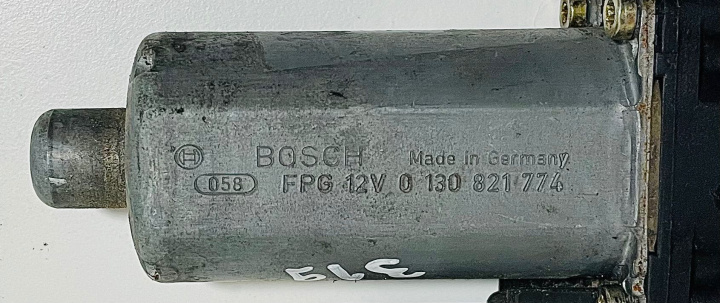 BOSCH Made in Germany
058 FPG 12V 0 130 821 774